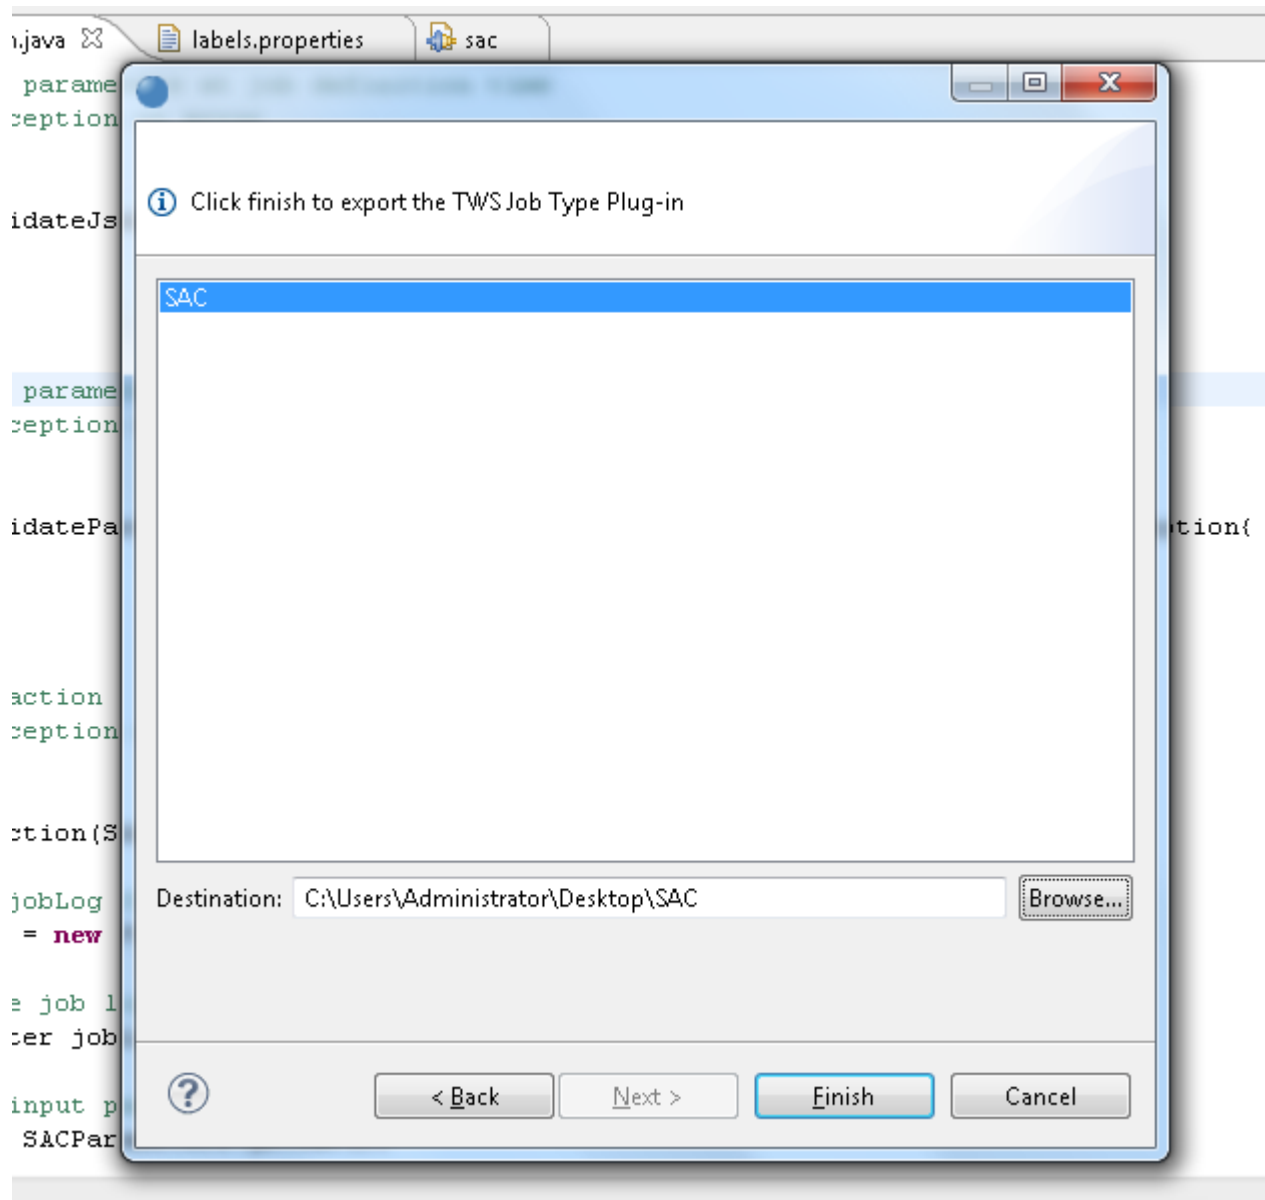 .java labels.properties sac
parame
ception
Click finish to export the TWS Job Type Plug-in
idateJs
SAC
parame
ception
idatePa tion{
action
ception
ction(S
Destination: C:\Users\Administrator\Desktop\SAC Browse...
jobLog
= new
e job l
ter job
< Back Next > Finish Cancel
input p
SACPar